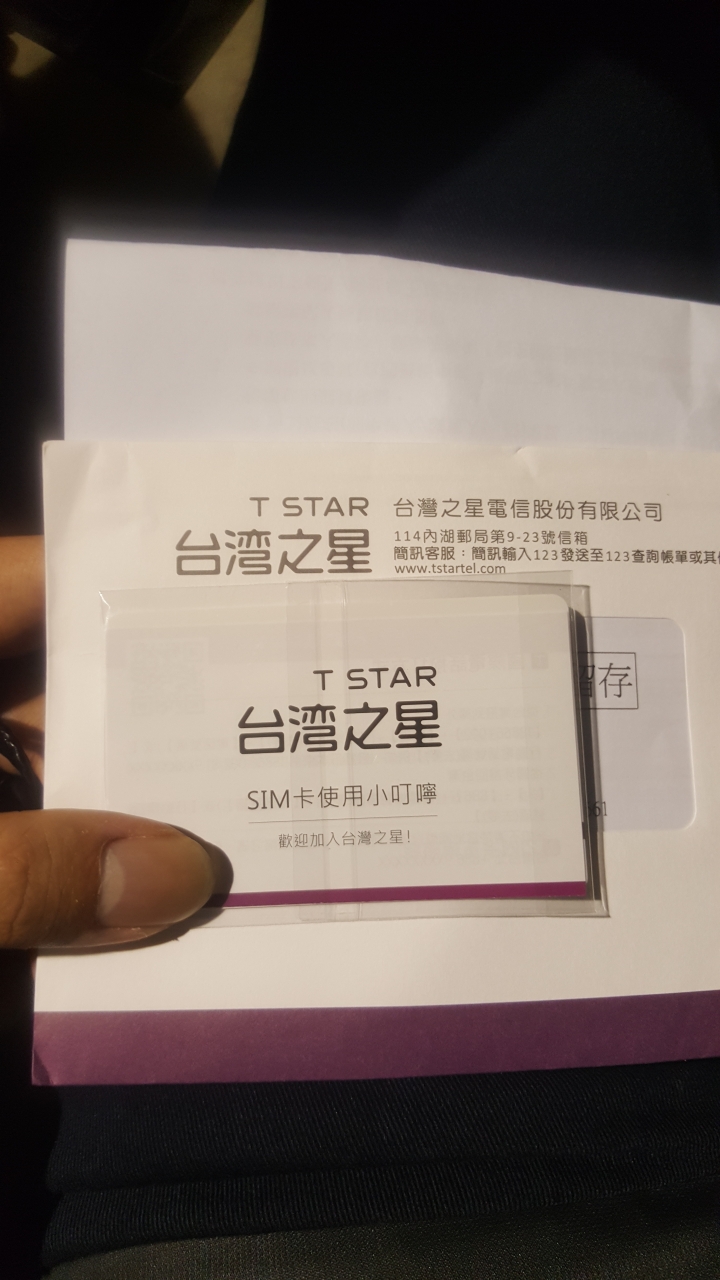 T STAR
台灣之星
台灣之星電信股份有限公司
114內湖郵局第9-23號信箱
簡訊客服：簡訊輸入123發送至123查詢帳單或其
www.tstartel.com
存
61
T STAR
台灣之星
SIM卡使用小叮嚀
歡迎加入台灣之星！